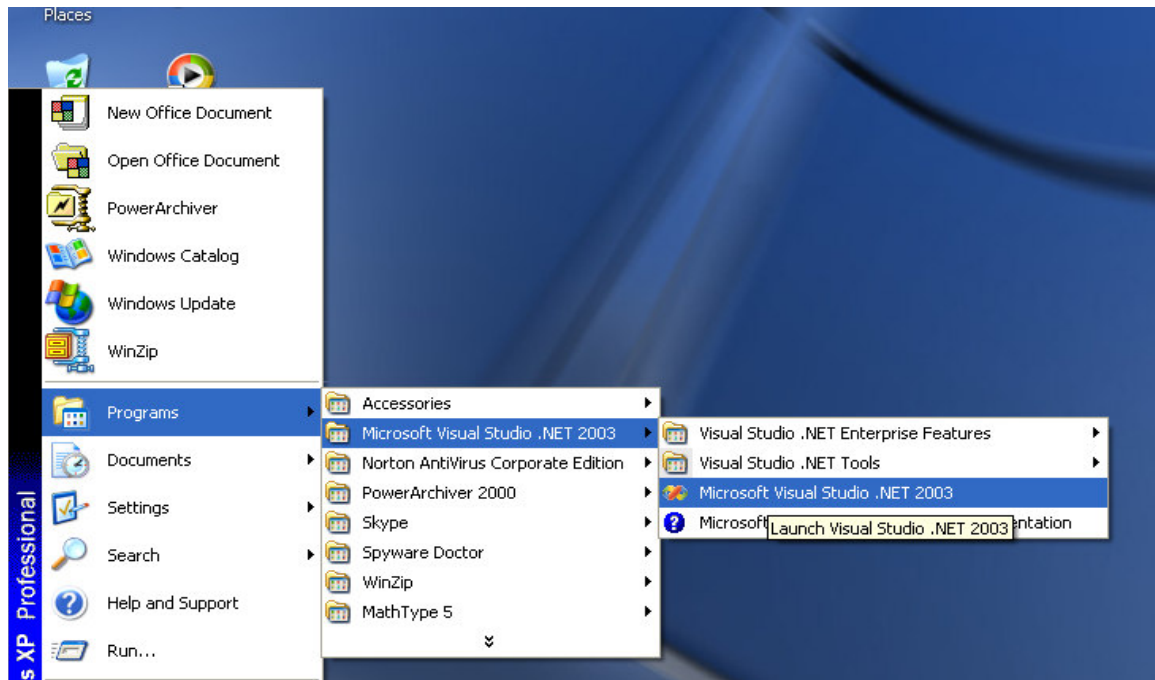 Places
New Office Document
Open Office Document
PowerArchiver
Windows Catalog
Windows Update
WinZip
Programs
Documents
Settings
Search
Help and Support
Run...
s XP Professional
Accessories
Microsoft Visual Studio .NET 2003
Norton AntiVirus Corporate Edition
PowerArchiver 2000
Skype
Spyware Doctor
WinZip
MathType 5
Visual Studio .NET Enterprise Features
Visual Studio .NET Tools
Microsoft Visual Studio .NET 2003
Microsoft entation
Launch Visual Studio .NET 2003